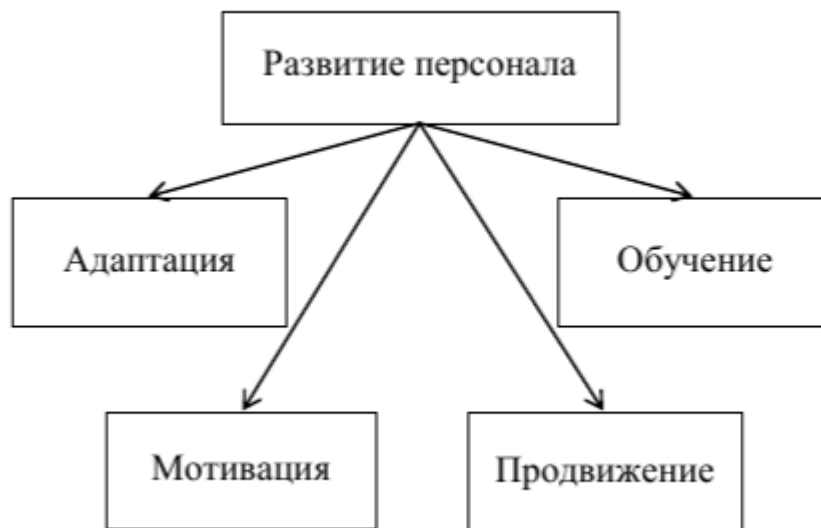 Развитие персонала
Адаптация
Обучение
Мотивация
Продвижение